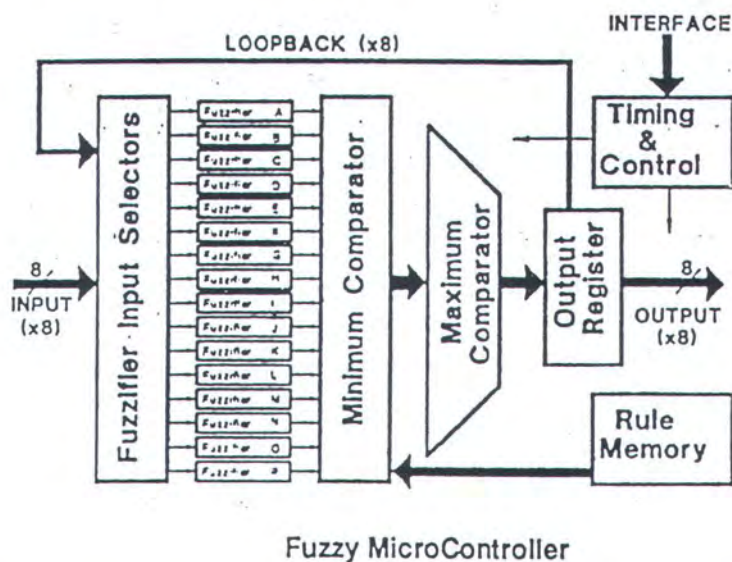 INTERFACE
LOOPBACK (x8)
Timing
&
Control
Fuzzifier Input Selectors
Fuzzifier A
Fuzzifier B
Fuzzifier C
Fuzzifier D
Fuzzifier E
Fuzzifier F
Fuzzifier G
Fuzzifier H
Fuzzifier I
Fuzzifier J
Fuzzifier K
Fuzzifier L
Fuzzifier M
Fuzzifier N
Fuzzifier O
Fuzzifier P
Minimum Comparator
Maximum
Comparator
Output
Register
8
INPUT
(x8)
8
OUTPUT
(x8)
Rule
Memory
Fuzzy MicroController